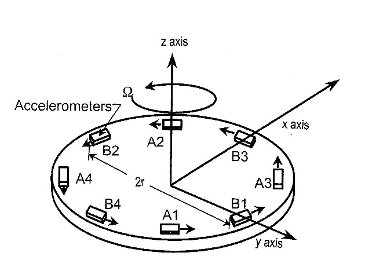 z axis
Ω
x axis
Accelerometers
B2
A2
B3
A4
2r
A3
B4
A1
B1
y axis